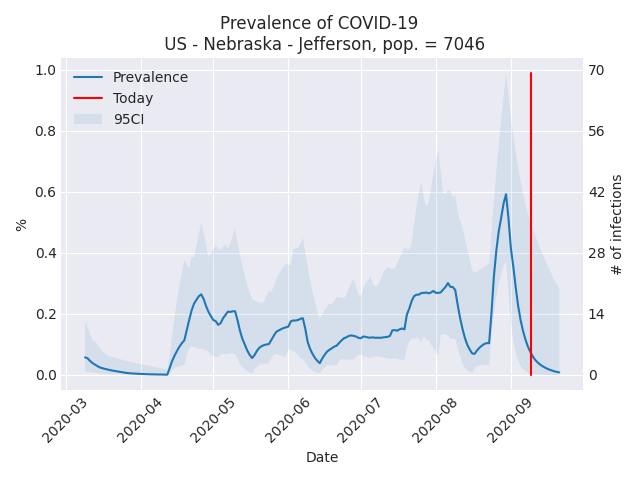 Prevalence of COVID-19
US - Nebraska - Jefferson, pop. = 7046
Prevalence
Today
95CI
1.0
0.8
0.6
0.4
0.2
0.0
%
70
56
42
28
14
0
# of infections
2020-03
2020-04
2020-05
2020-06
2020-07
2020-08
2020-09
Date